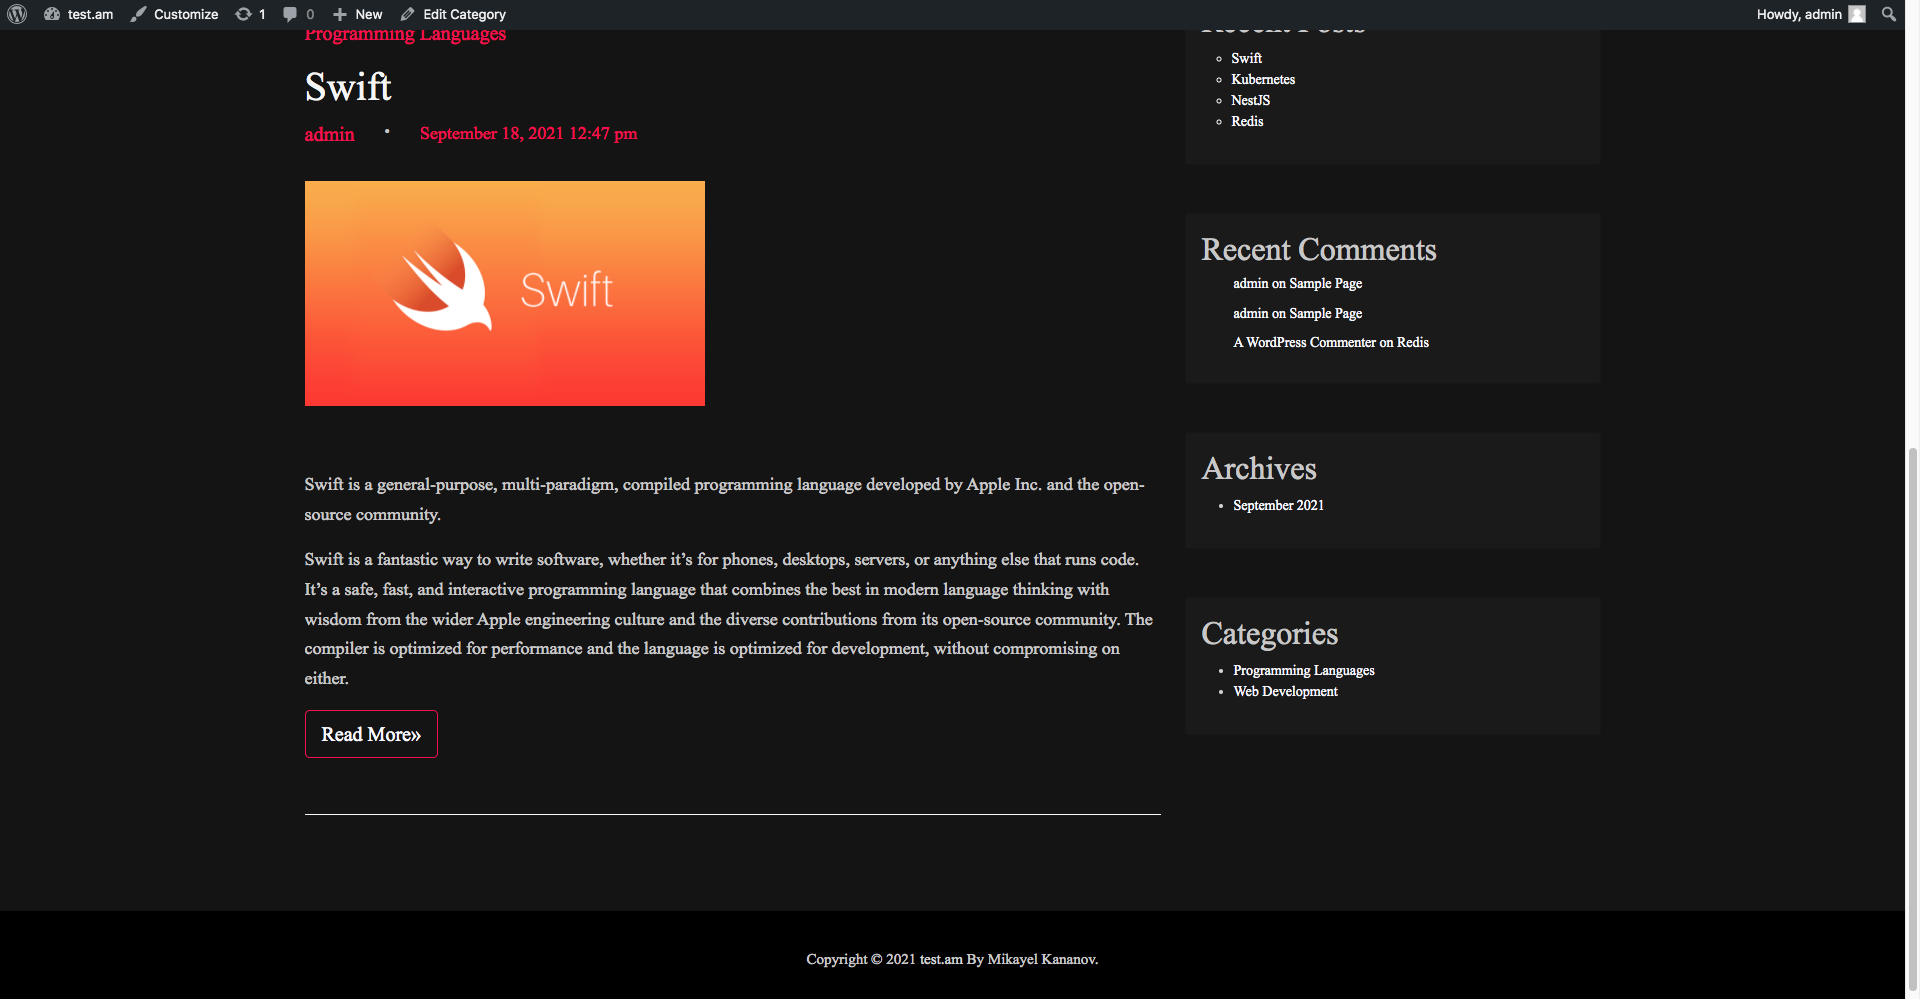 test.am Customize 1 0 New Edit Category Howdy, admin
Programming Languages
Swift
admin • September 18, 2021 12:47 pm
Swift
Swift is a general-purpose, multi-paradigm, compiled programming language developed by Apple Inc. and the open-
source community.
Swift is a fantastic way to write software, whether it’s for phones, desktops, servers, or anything else that runs code.
It’s a safe, fast, and interactive programming language that combines the best in modern language thinking with
wisdom from the wider Apple engineering culture and the diverse contributions from its open-source community. The
compiler is optimized for performance and the language is optimized for development, without compromising on
either.
Read More»
Recent Posts
Swift
Kubernetes
NestJS
Redis
Recent Comments
admin on Sample Page
admin on Sample Page
A WordPress Commenter on Redis
Archives
September 2021
Categories
Programming Languages
Web Development
Copyright © 2021 test.am By Mikayel Kananov.